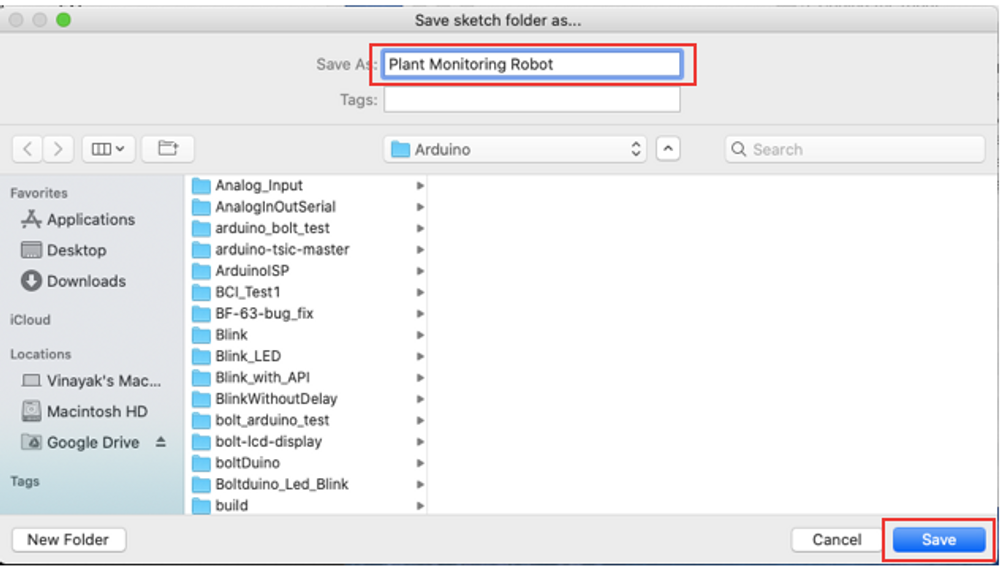 Save sketch folder as...
Save As: Plant Monitoring Robot
Tags:
Arduino
Search
Favorites
Applications
Desktop
Downloads
iCloud
Locations
Vinayak's Mac...
Macintosh HD
Google Drive
Tags
Analog_Input
AnalogInOutSerial
arduino_bolt_test
arduino-tsic-master
ArduinoISP
BCI_Test1
BF-63-bug_fix
Blink
Blink_LED
Blink_with_API
BlinkWithoutDelay
bolt_arduino_test
bolt-lcd-display
boltDuino
Boltduino_Led_Blink
build
New Folder
Cancel
Save